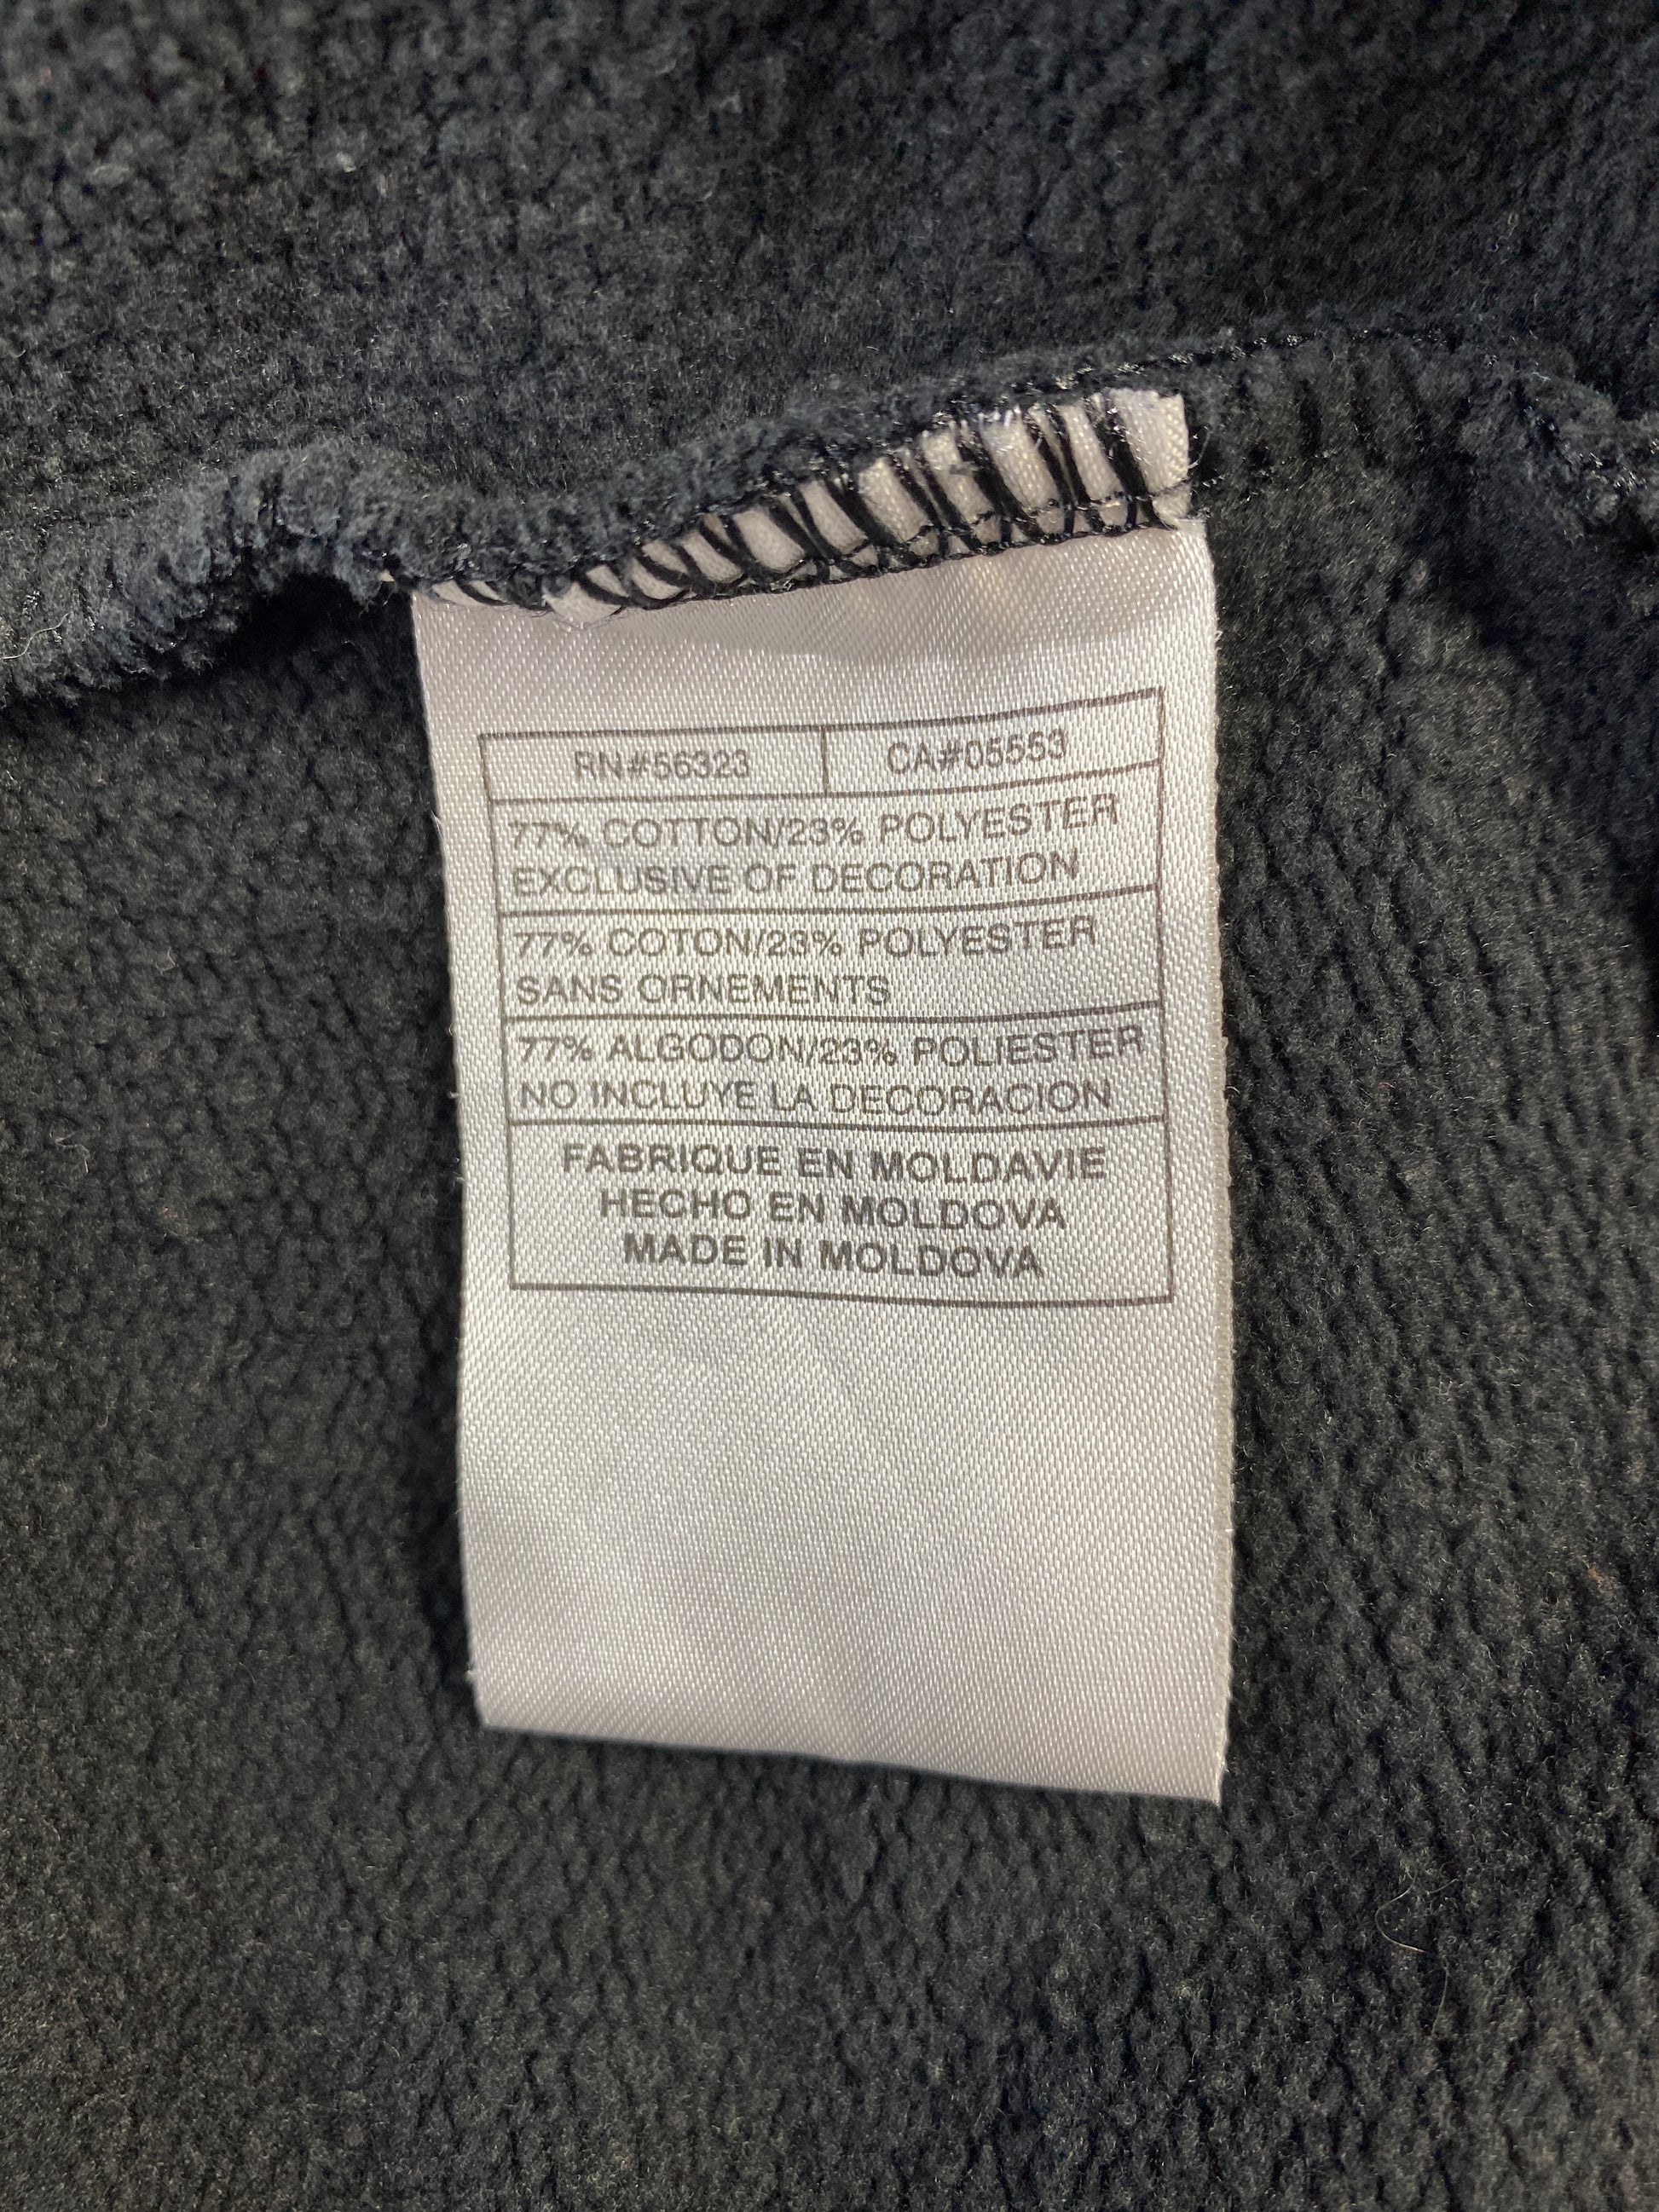 RN#56323 CA#05553
77% COTTON/23% POLYESTER
EXCLUSIVE OF DECORATION
77% COTON/23% POLYESTER
SANS ORNEMENTS
77% ALGODON/23% POLIESTER
NO INCLUYE LA DECORACION
FABRIQUE EN MOLDAVIE
HECHO EN MOLDOVA
MADE IN MOLDOVA